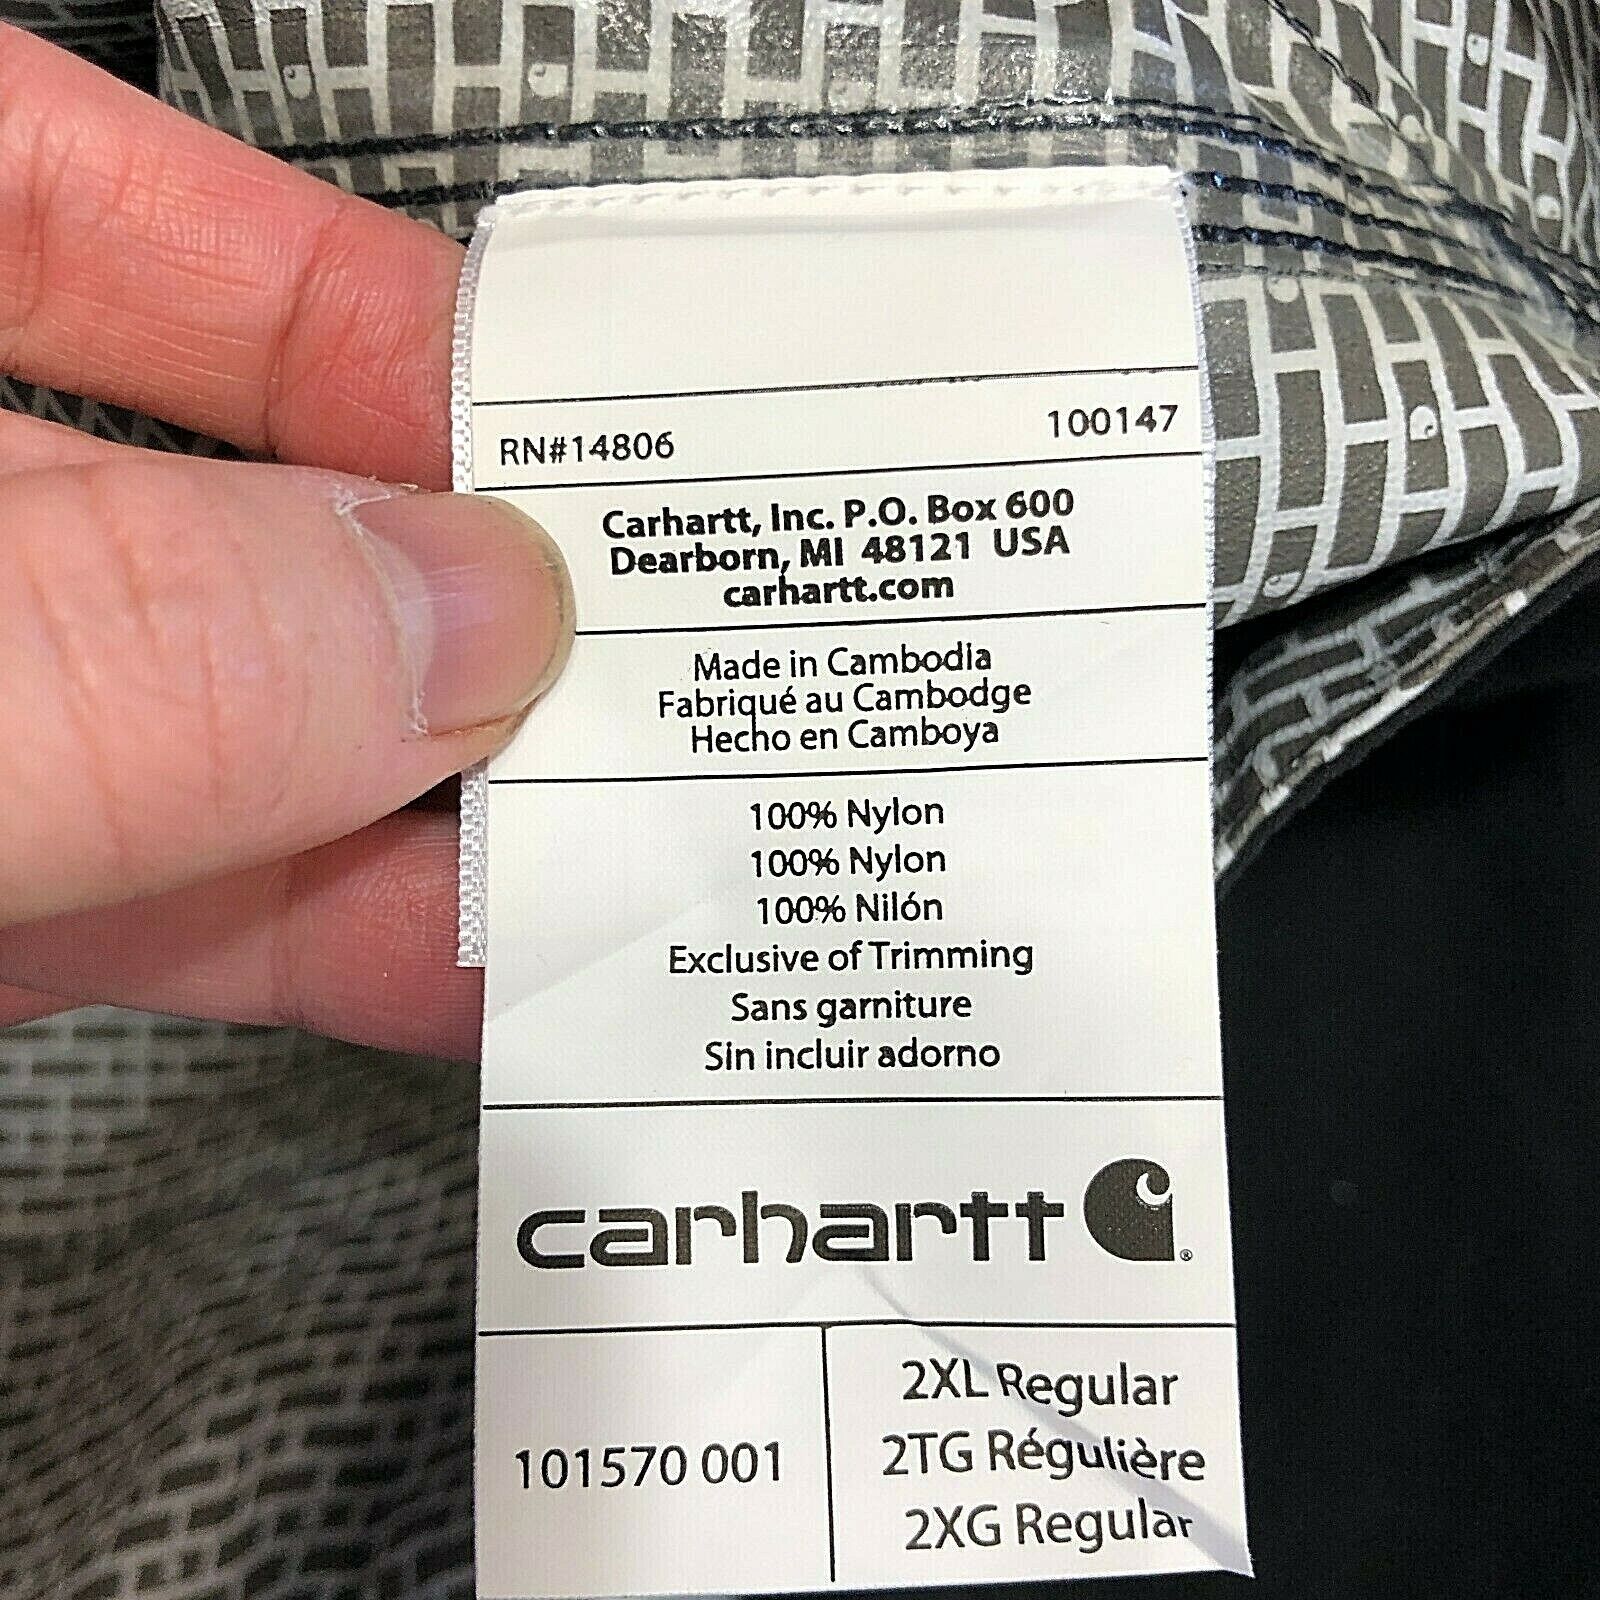 RN#14806 100147
Carhartt, Inc. P.O. Box 600
Dearborn, MI 48121 USA
carhartt.com
Made in Cambodia
Fabriqué au Cambodge
Hecho en Camboya
100% Nylon
100% Nylon
100% Nilón
Exclusive of Trimming
Sans garniture
Sin incluir adorno
carhartt ®
101570 001
2XL Regular
2TG Régulière
2XG Regular